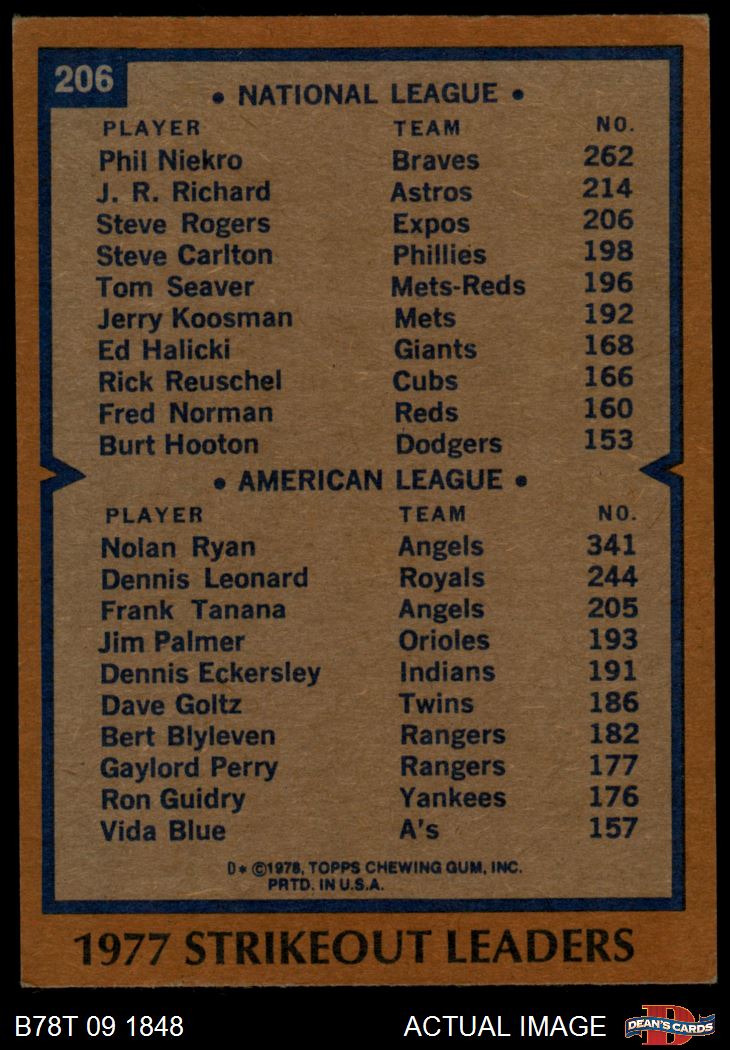 206
• NATIONAL LEAGUE •
PLAYER TEAM NO.
Phil Niekro Braves 262
J. R. Richard Astros 214
Steve Rogers Expos 206
Steve Carlton Phillies 198
Tom Seaver Mets-Reds 196
Jerry Koosman Mets 192
Ed Halicki Giants 168
Rick Reuschel Cubs 166
Fred Norman Reds 160
Burt Hooton Dodgers 153
• AMERICAN LEAGUE •
PLAYER TEAM NO.
Nolan Ryan Angels 341
Dennis Leonard Royals 244
Frank Tanana Angels 205
Jim Palmer Orioles 193
Dennis Eckersley Indians 191
Dave Goltz Twins 186
Bert Blyleven Rangers 182
Gaylord Perry Rangers 177
Ron Guidry Yankees 176
Vida Blue A's 157
D* ©1978, TOPPS CHEWING GUM, INC.
PRTD. IN U.S.A.
1977 STRIKEOUT LEADERS
B78T 09 1848 ACTUAL IMAGE D DEAN'S CARDS